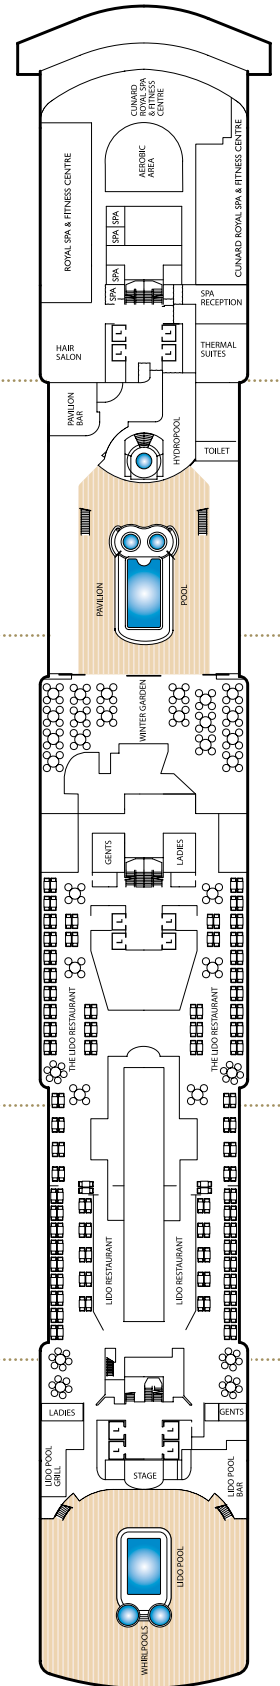 CUNARD
ROYAL SPA
& FITNESS
CENTRE
ROYAL SPA & FITNESS CENTRE
AEROBIC
AREA
CUNARD ROYAL SPA & FITNESS CENTRE
SPA
SPA
SPA
SPA
SPA
RECEPTION
HAIR
SALON
L
L
L
L
THERMAL
SUITES
PAVILION
BAR
HYDROPOOL
TOILET
PAVILION
POOL
WINTER GARDEN
GENTS
LADIES
L
L
L
L
THE LIDO RESTAURANT
THE LIDO RESTAURANT
LIDO RESTAURANT
LIDO RESTAURANT
LADIES
GENTS
L
L
L
L
LIDO POOL
GRILL
STAGE
LIDO POOL
BAR
LIDO POOL
WHIRLPOOLS